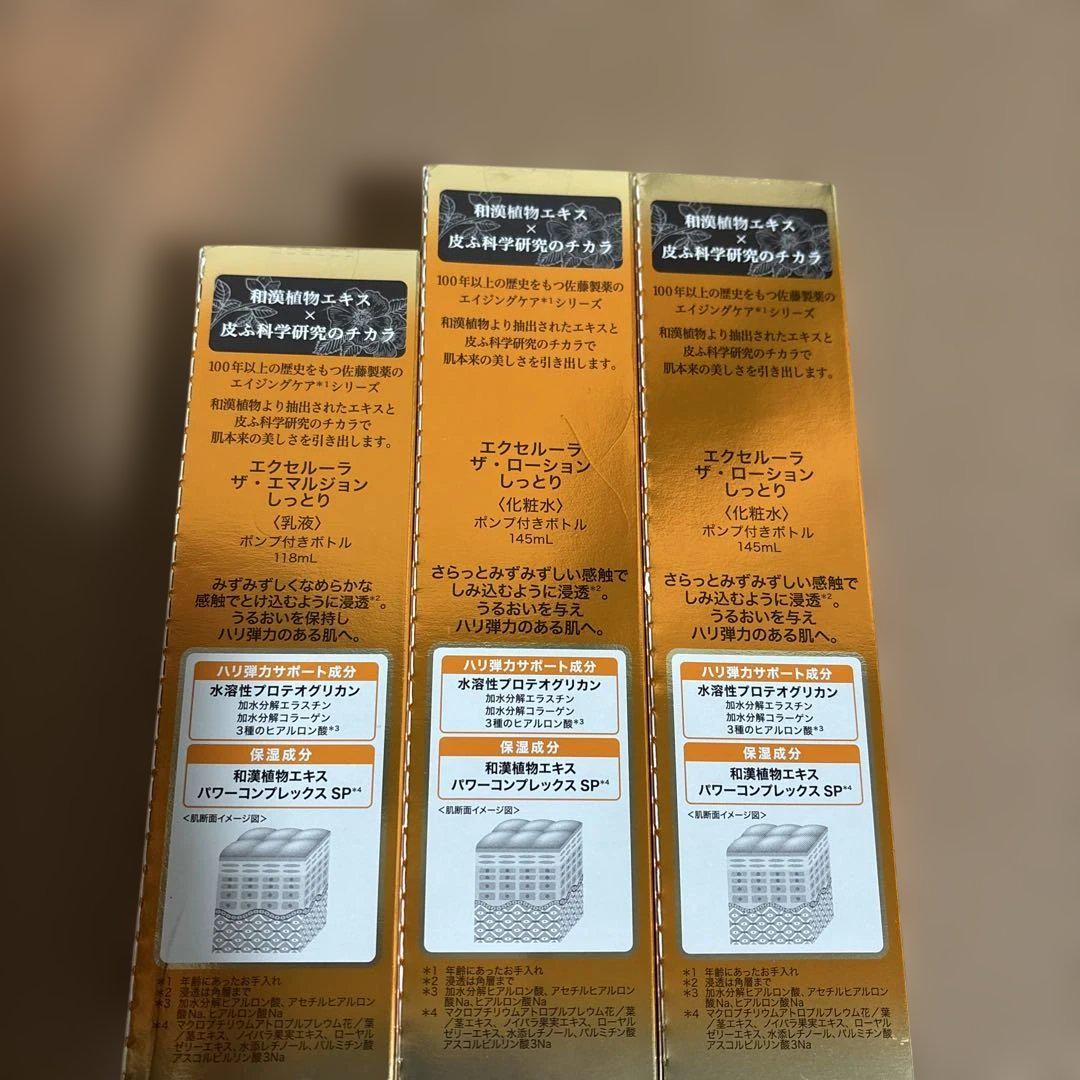 和漢植物エキス
×
皮ふ科学研究のチカラ
100年以上の歴史をもつ佐藤製薬の
エイジングケア*1シリーズ
和漢植物より抽出されたエキスと
皮ふ科学研究のチカラで
肌本来の美しさを引き出します。
エクセルーラ
ザ・エマルジョン
しっとり
〈乳液〉
ポンプ付きボトル
118mL
みずみずしくなめらかな
感触でとけ込むように浸透*2。
うるおいを保持し
ハリ弾力のある肌へ。
ハリ弾力サポート成分
水溶性プロテオグリカン
加水分解エラスチン
加水分解コラーゲン
3種のヒアルロン酸*3
保湿成分
和漢植物エキス
パワーコンプレックス SP*4
<肌断面イメージ図>
*1 年齢にあったお手入れ
*2 浸透は角層まで
*3 加水分解ヒアルロン酸、アセチルヒアルロン
酸Na、ヒアルロン酸Na
*4 マクロプチリウムアトロプルプレウム花/葉
/茎エキス、ノイバラ果実エキス、ローヤル
ゼリーエキス、水添レチノール、パルミチン酸
アスコルビルリン酸3Na
和漢植物エキス
×
皮ふ科学研究のチカラ
100年以上の歴史をもつ佐藤製薬の
エイジングケア*1シリーズ
和漢植物より抽出されたエキスと
皮ふ科学研究のチカラで
肌本来の美しさを引き出します。
エクセルーラ
ザ・ローション
しっとり
〈化粧水〉
ポンプ付きボトル
145mL
さらっとみずみずしい感触で
しみ込むように浸透*2。
うるおいを与え
ハリ弾力のある肌へ。
ハリ弾力サポート成分
水溶性プロテオグリカン
加水分解エラスチン
加水分解コラーゲン
3種のヒアルロン酸*3
保湿成分
和漢植物エキス
パワーコンプレックス SP*4
<肌断面イメージ図>
*1 年齢にあったお手入れ
*2 浸透は角層まで
*3 加水分解ヒアルロン酸、アセチルヒアルロン
酸Na、ヒアルロン酸Na
*4 マクロプチリウムアトロプルプレウム花/葉
/茎エキス、ノイバラ果実エキス、ローヤル
ゼリーエキス、水添レチノール、パルミチン酸
アスコルビルリン酸3Na
和漢植物エキス
×
皮ふ科学研究のチカラ
100年以上の歴史をもつ佐藤製薬の
エイジングケア*1シリーズ
和漢植物より抽出されたエキスと
皮ふ科学研究のチカラで
肌本来の美しさを引き出します。
エクセルーラ
ザ・ローション
しっとり
〈化粧水〉
ポンプ付きボトル
145mL
さらっとみずみずしい感触で
しみ込むように浸透*2。
うるおいを与え
ハリ弾力のある肌へ。
ハリ弾力サポート成分
水溶性プロテオグリカン
加水分解エラスチン
加水分解コラーゲン
3種のヒアルロン酸*3
保湿成分
和漢植物エキス
パワーコンプレックス SP*4
<肌断面イメージ図>
*1 年齢にあったお手入れ
*2 浸透は角層まで
*3 加水分解ヒアルロン酸、アセチルヒアルロン
酸Na、ヒアルロン酸Na
*4 マクロプチリウムアトロプルプレウム花/葉
/茎エキス、ノイバラ果実エキス、ローヤル
ゼリーエキス、水添レチノール、パルミチン酸
アスコルビルリン酸3Na